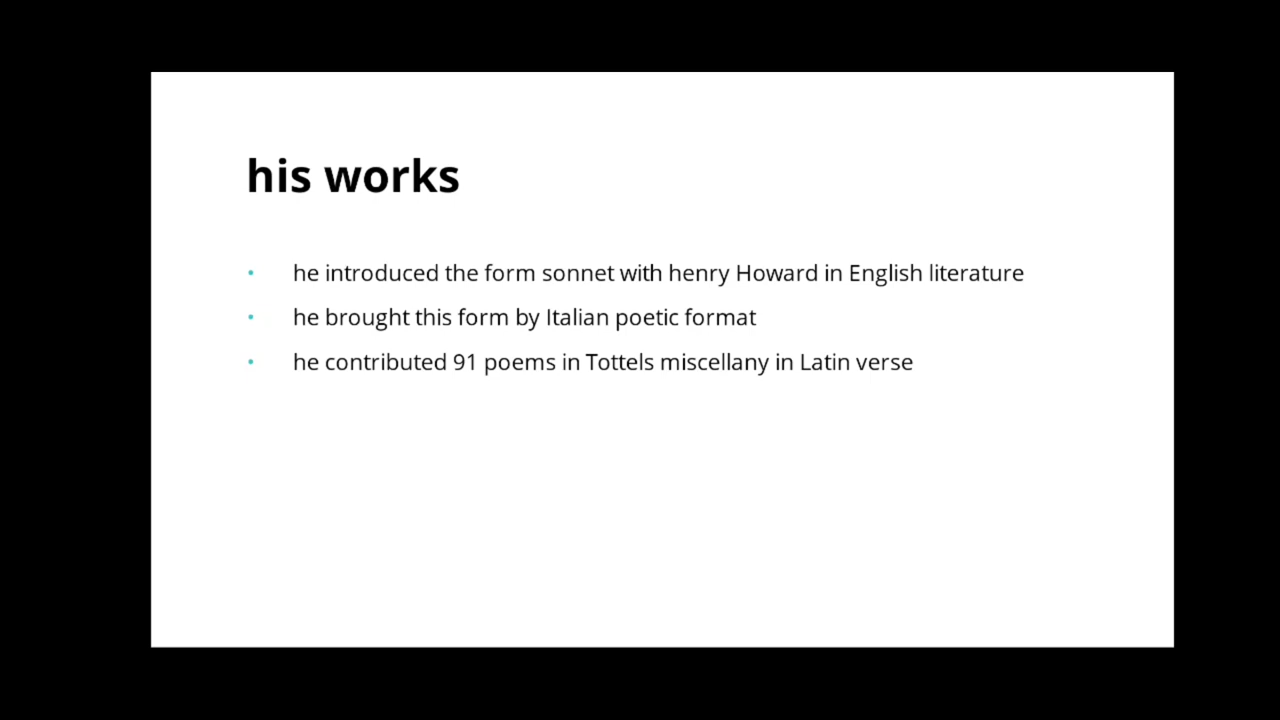 his works
• he introduced the form sonnet with henry Howard in English literature
• he brought this form by Italian poetic format
• he contributed 91 poems in Tottels miscellany in Latin verse